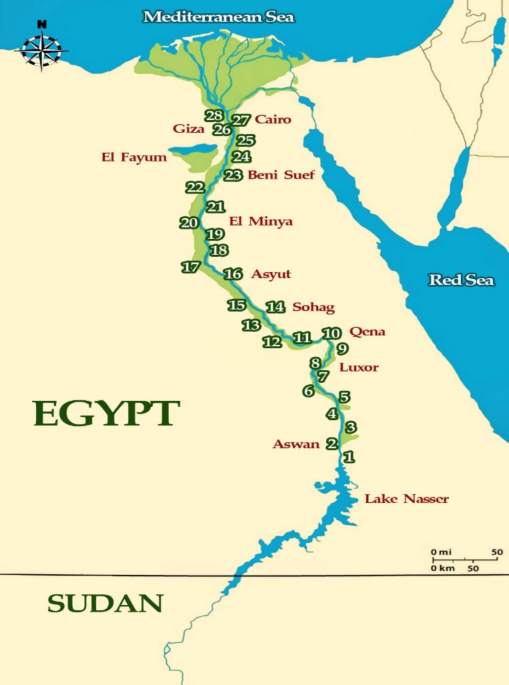 Mediterranean Sea
N
28
27
Cairo
Giza
26
25
El Fayum
24
23
Beni Suef
22
21
20
El Minya
19
18
17
16
Asyut
15
14
Sohag
13
12
11
10
Qena
9
8
Luxor
7
6
5
4
3
Aswan
2
1
Red Sea
EGYPT
Lake Nasser
0 mi 50
0 km 50
SUDAN